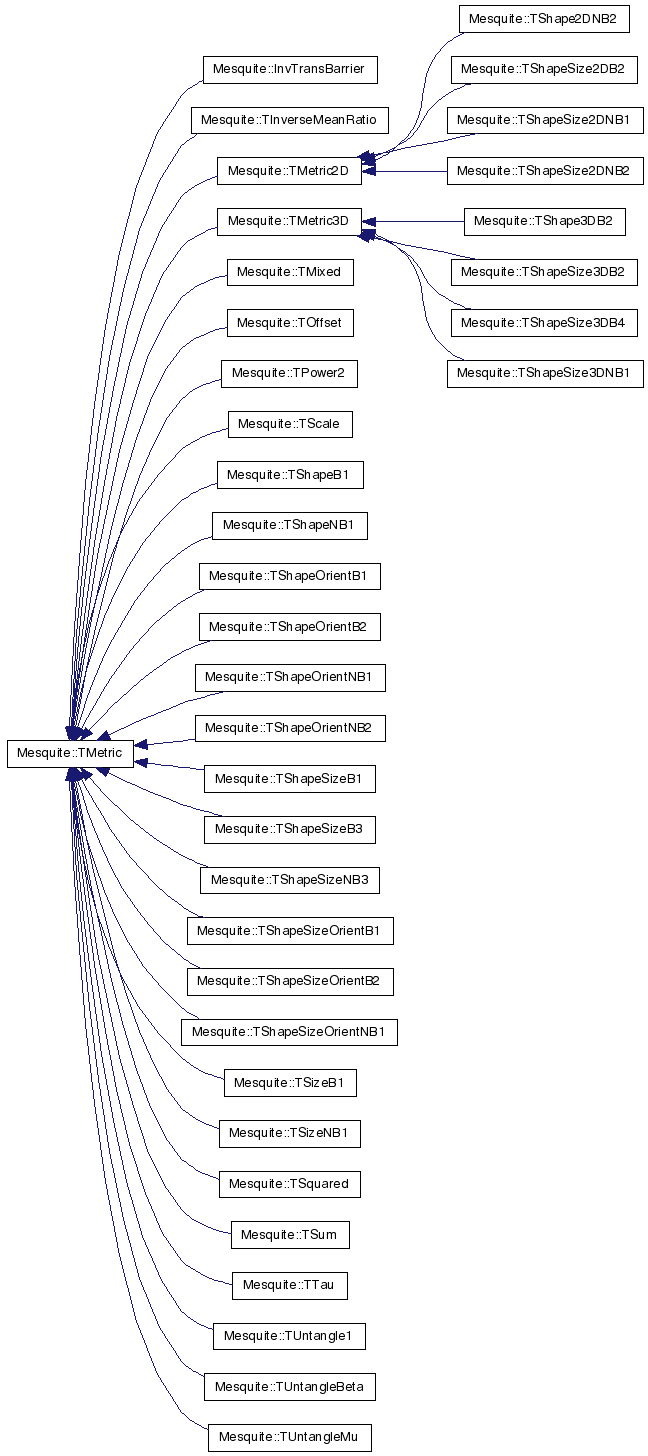 Mesquite::TShape2DNB2
Mesquite::InvTransBarrier
Mesquite::TShapeSize2DB2
Mesquite::TInverseMeanRatio
Mesquite::TShapeSize2DNB1
Mesquite::TMetric2D
Mesquite::TShapeSize2DNB2
Mesquite::TMetric3D
Mesquite::TShape3DB2
Mesquite::TMixed
Mesquite::TShapeSize3DB2
Mesquite::TOffset
Mesquite::TShapeSize3DB4
Mesquite::TPower2
Mesquite::TShapeSize3DNB1
Mesquite::TScale
Mesquite::TShapeB1
Mesquite::TShapeNB1
Mesquite::TShapeOrientB1
Mesquite::TShapeOrientB2
Mesquite::TShapeOrientNB1
Mesquite::TShapeOrientNB2
Mesquite::TMetric
Mesquite::TShapeSizeB1
Mesquite::TShapeSizeB3
Mesquite::TShapeSizeNB3
Mesquite::TShapeSizeOrientB1
Mesquite::TShapeSizeOrientB2
Mesquite::TShapeSizeOrientNB1
Mesquite::TSizeB1
Mesquite::TSizeNB1
Mesquite::TSquared
Mesquite::TSum
Mesquite::TTau
Mesquite::TUntangle1
Mesquite::TUntangleBeta
Mesquite::TUntangleMu